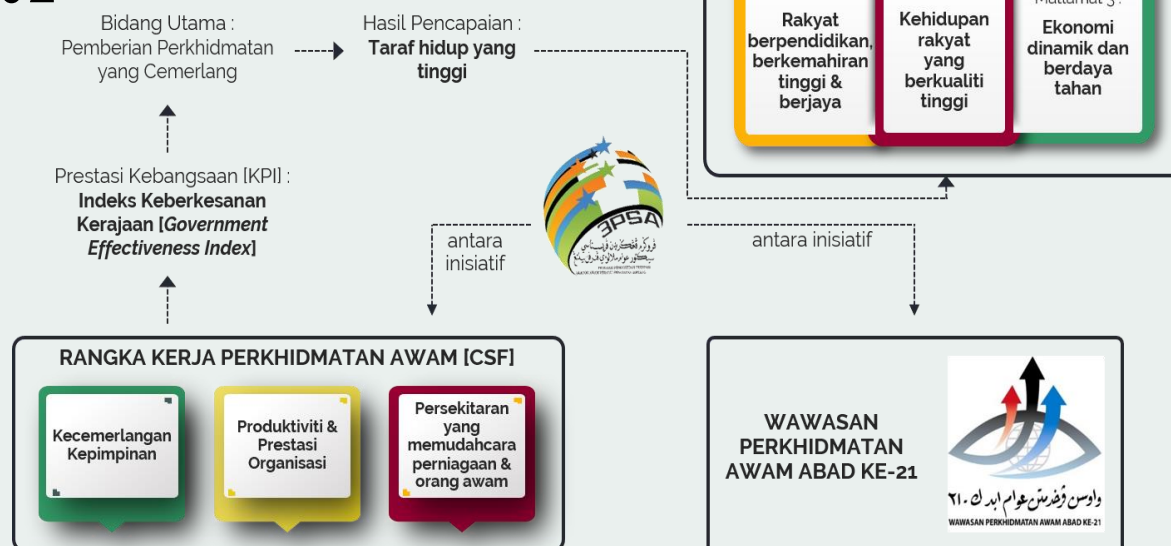 Bidang Utama :
Pemberian Perkhidmatan
yang Cemerlang
Hasil Pencapaian :
Taraf hidup yang
tinggi
Rakyat
berpendidikan,
berkemahiran
tinggi &
berjaya
Kehidupan
rakyat
yang
berkualiti
tinggi
Matlamat 3 :
Ekonomi
dinamik dan
berdaya
tahan
Prestasi Kebangsaan [KPI] :
Indeks Keberkesanan
Kerajaan [Government
Effectiveness Index]
antara
inisiatif
3PSA
antara inisiatif
RANGKA KERJA PERKHIDMATAN AWAM [CSF]
Kecemerlangan
Kepimpinan
Produktiviti &
Prestasi
Organisasi
Persekitaran
yang
memudahcara
perniagaan &
orang awam
WAWASAN
PERKHIDMATAN
AWAM ABAD KE-21
واوسن ڤرخدمتن عوام ابد ك-٢١
WAWASAN PERKHIDMATAN AWAM ABAD KE-21